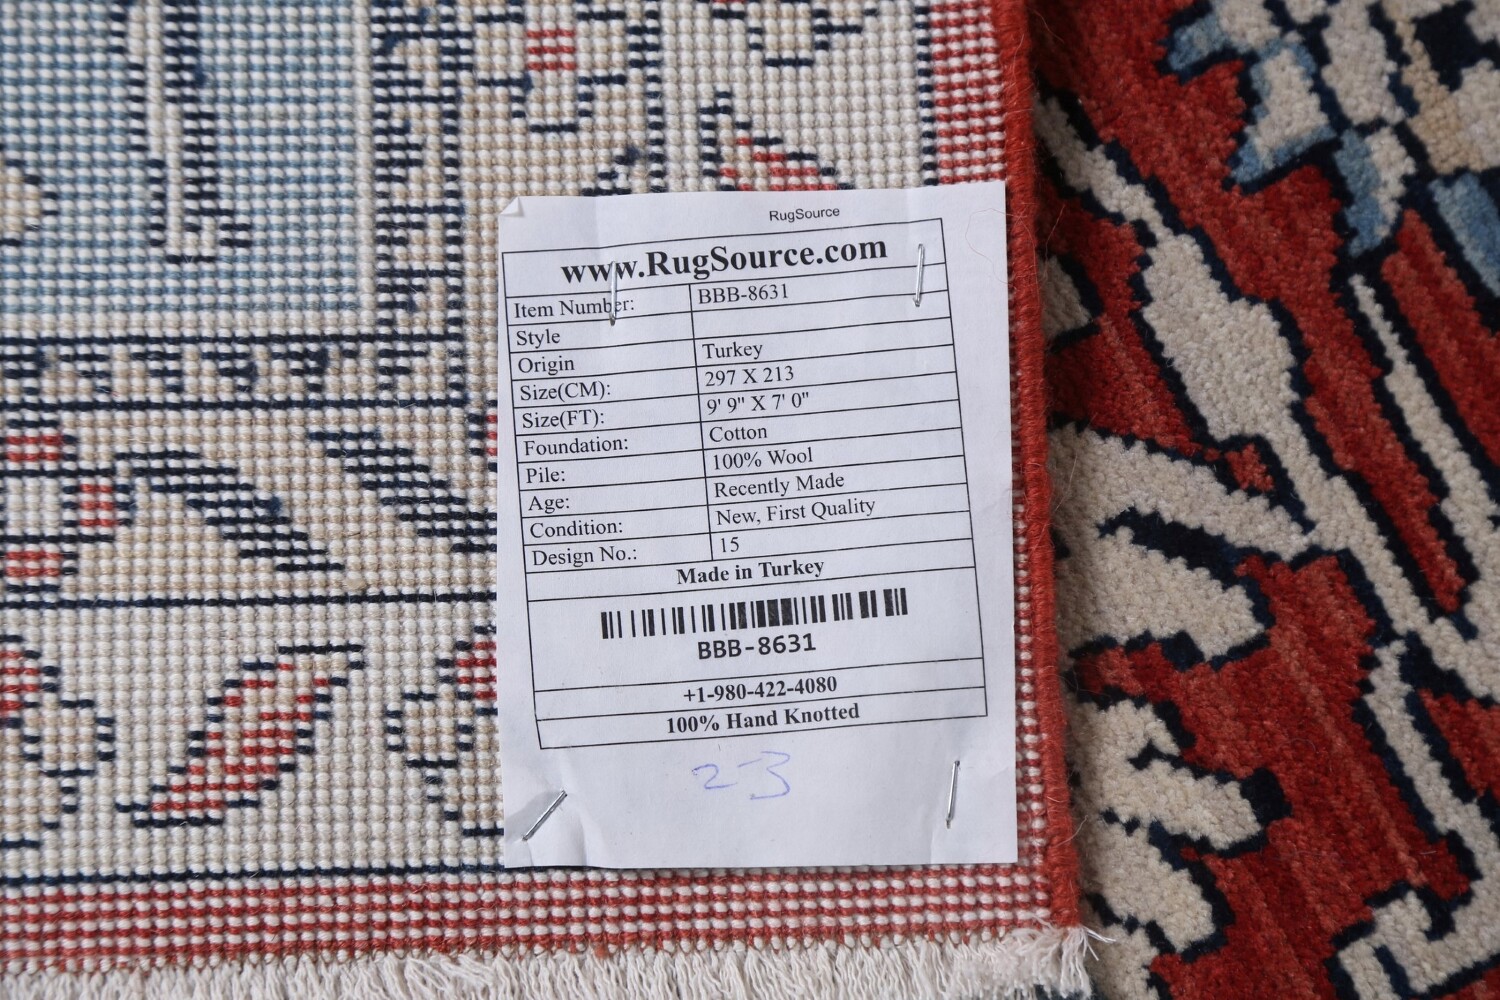 RugSource
www.RugSource.com
Item Number: BBB-8631
Style
Origin Turkey
Size(CM): 297 X 213
Size(FT): 9' 9" X 7' 0"
Foundation: Cotton
Pile: 100% Wool
Age: Recently Made
Condition: New, First Quality
Design No.: 15
Made in Turkey
BBB-8631
+1-980-422-4080
100% Hand Knotted
23